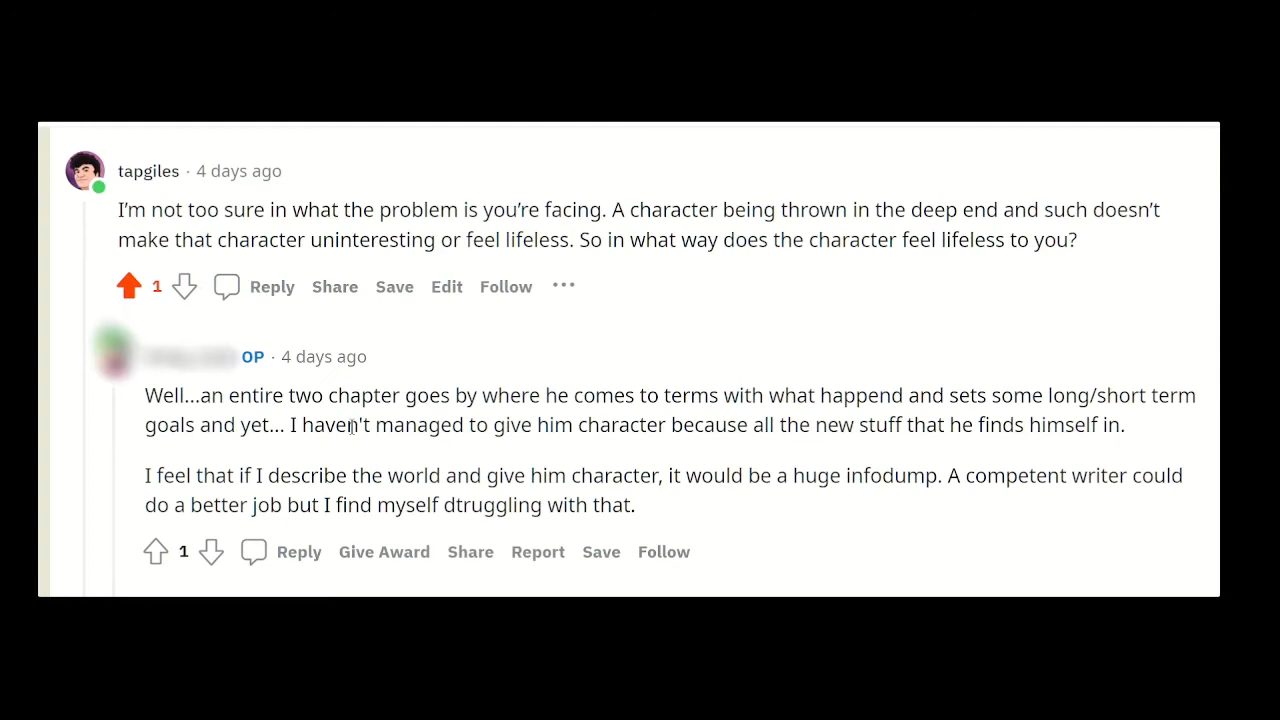 tapgiles · 4 days ago
I’m not too sure in what the problem is you’re facing. A character being thrown in the deep end and such doesn’t
make that character uninteresting or feel lifeless. So in what way does the character feel lifeless to you?
1 Reply Share Save Edit Follow ...
OP · 4 days ago
Well...an entire two chapter goes by where he comes to terms with what happend and sets some long/short term
goals and yet... I haven't managed to give him character because all the new stuff that he finds himself in.
I feel that if I describe the world and give him character, it would be a huge infodump. A competent writer could
do a better job but I find myself dtruggling with that.
1 Reply Give Award Share Report Save Follow